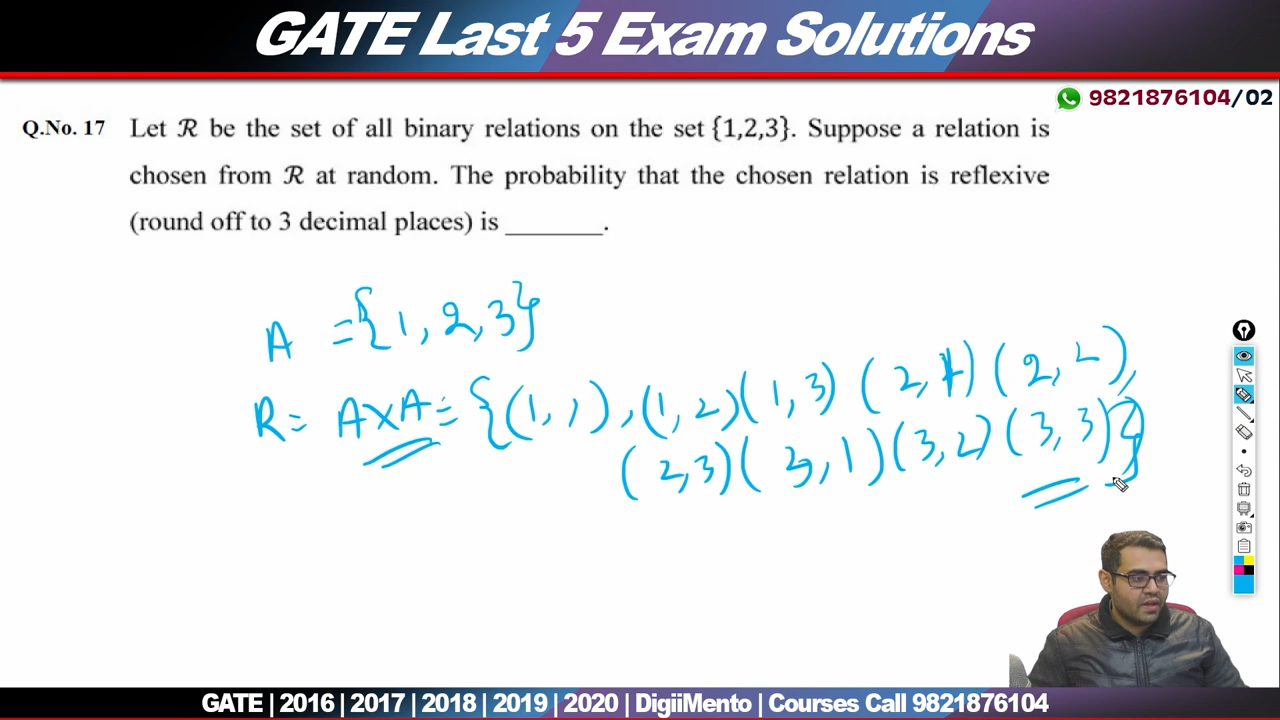 GATE Last 5 Exam Solutions
9821876104/02
Q.No. 17 Let ℛ be the set of all binary relations on the set {1,2,3}. Suppose a relation is
chosen from ℛ at random. The probability that the chosen relation is reflexive
(round off to 3 decimal places) is ________.
A = {1, 2, 3}
R = A×A = {(1, 1), (1, 2) (1, 3) (2, 1) (2, 2),
(2, 3) (3, 1) (3, 2) (3, 3)}
GATE | 2016 | 2017 | 2018 | 2019 | 2020 | DigiiMento | Courses Call 9821876104